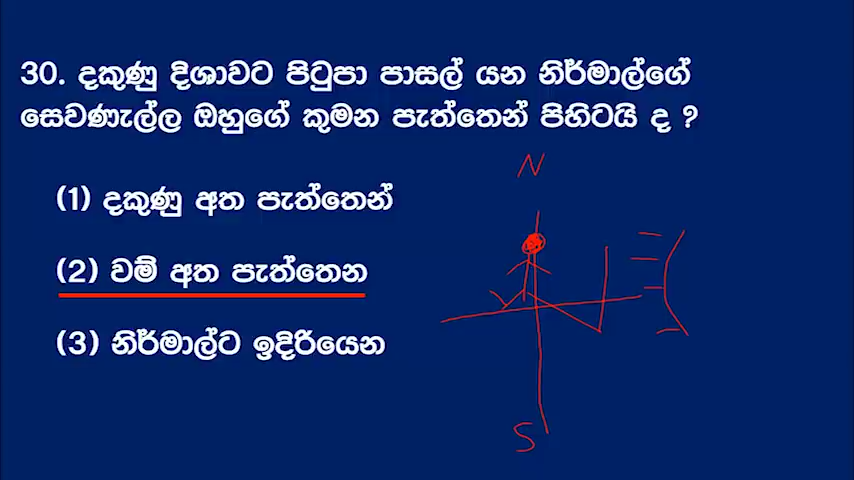 30. දකුණු දිශාවට පිටුපා පාසල් යන නිර්මාල්ගේ
සෙවණැල්ල ඔහුගේ කුමන පැත්තෙන් පිහිටයි ද ?
N
(1) දකුණු අත පැත්තෙන්
(2) වම් අත පැත්තෙන
(3) නිර්මාල්ට ඉදිරියෙන
S